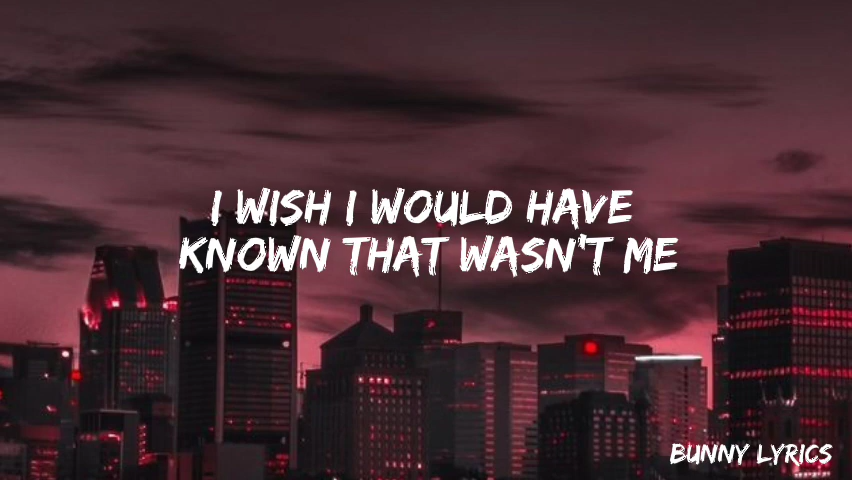 I WISH I WOULD HAVE
KNOWN THAT WASN'T ME
BUNNY LYRICS